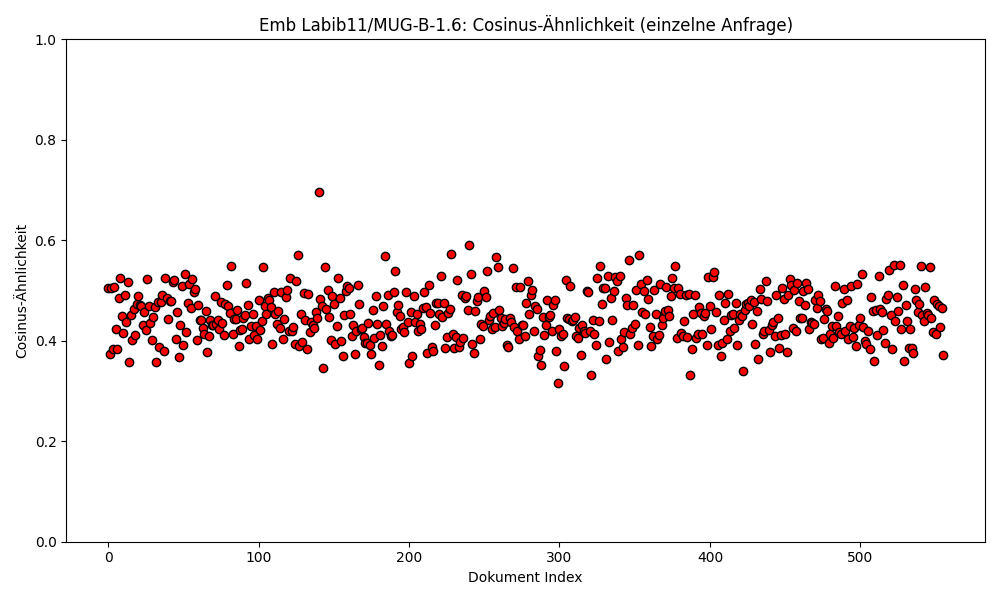 Emb Labib11/MUG-B-1.6: Cosinus-Ähnlichkeit (einzelne Anfrage)
1.0
0.8
0.6
0.4
0.2
0.0
Cosinus-Ähnlichkeit
0 100 200 300 400 500
Dokument Index